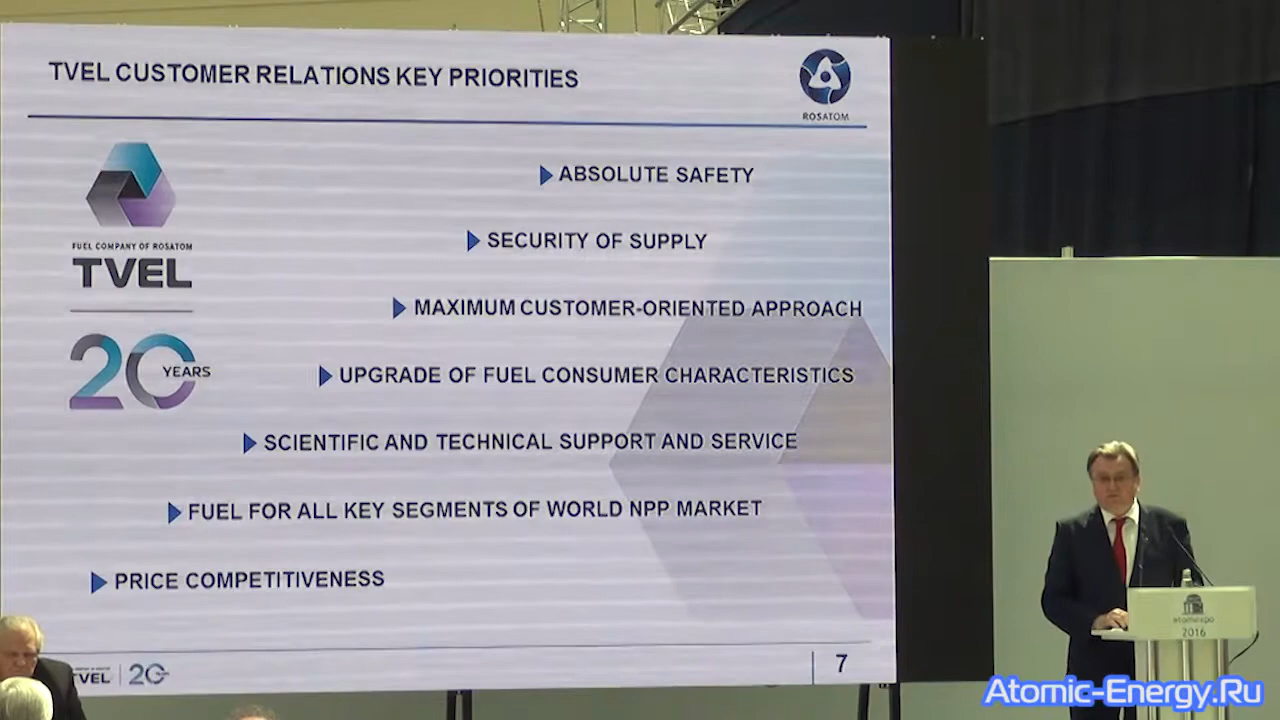 TVEL CUSTOMER RELATIONS KEY PRIORITIES
ROSATOM
FUEL COMPANY OF ROSATOM
TVEL
20 YEARS
ABSOLUTE SAFETY
SECURITY OF SUPPLY
MAXIMUM CUSTOMER-ORIENTED APPROACH
UPGRADE OF FUEL CONSUMER CHARACTERISTICS
SCIENTIFIC AND TECHNICAL SUPPORT AND SERVICE
FUEL FOR ALL KEY SEGMENTS OF WORLD NPP MARKET
PRICE COMPETITIVENESS
TVEL 20
7
atomexpo
2016
Atomic-Energy.Ru